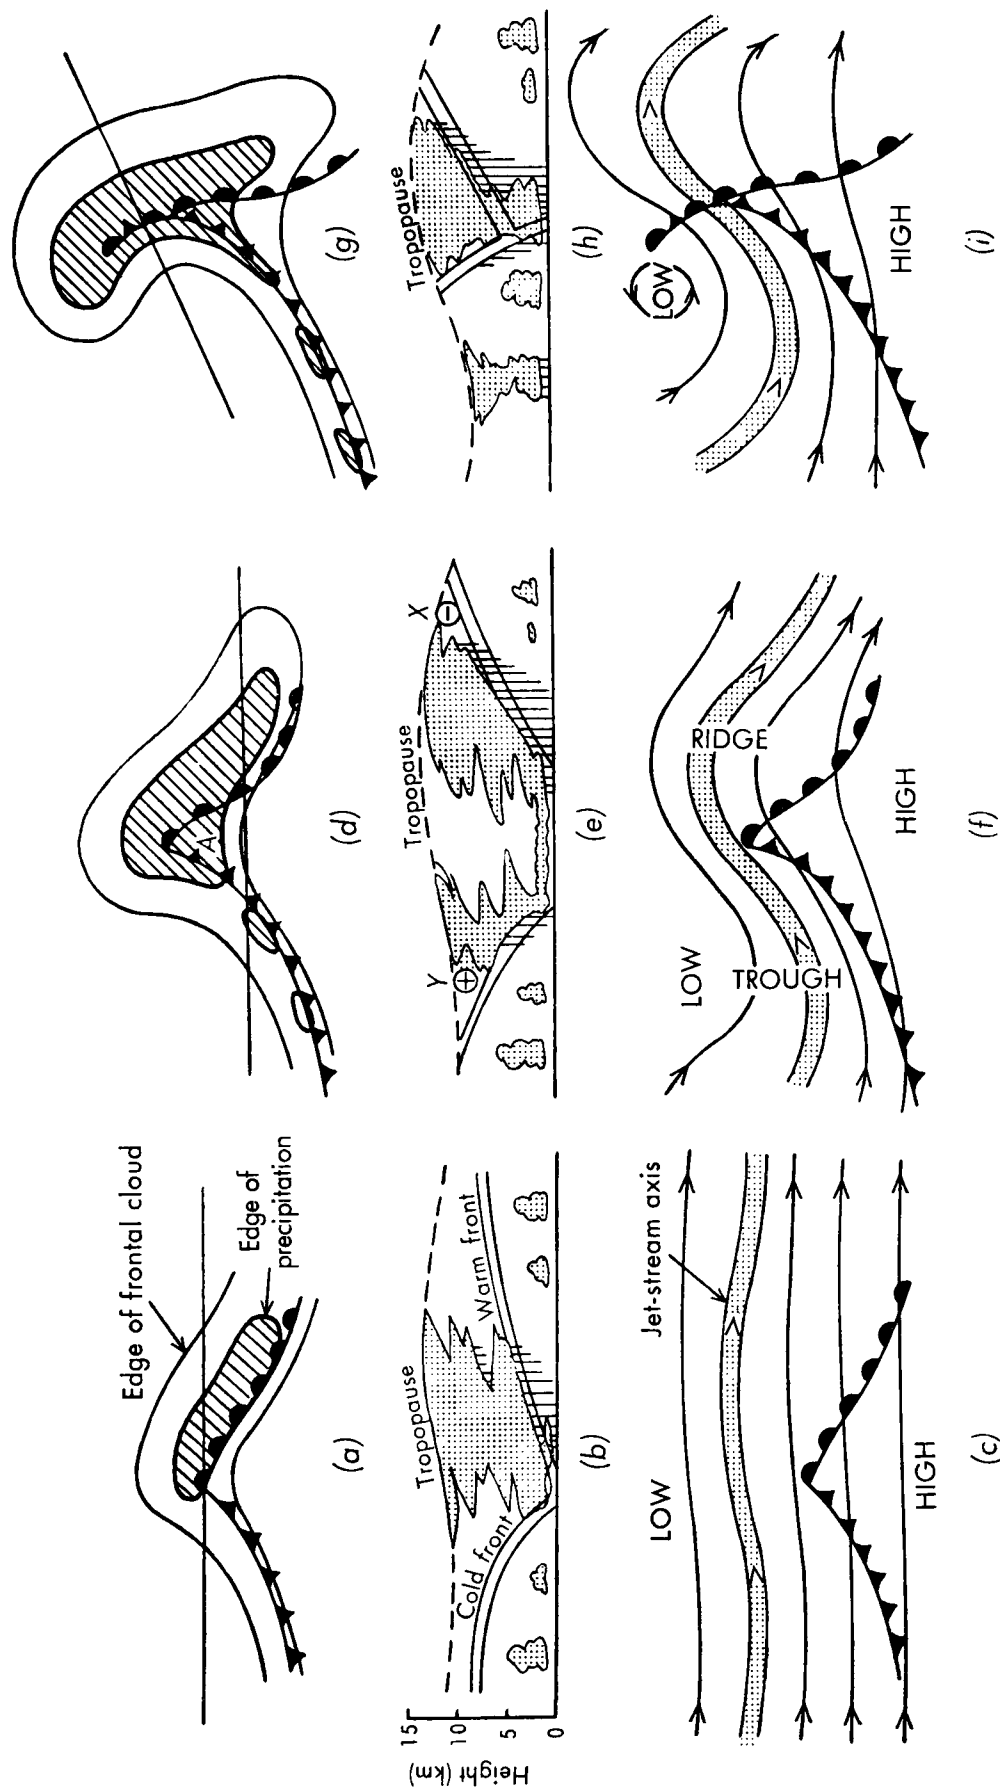 Edge of frontal cloud
Edge of
precipitation
A
(a)
(d)
(g)
Height (km)
15
10
5
0
Tropopause
Cold front
Warm front
Tropopause
Y
+
X
−
Tropopause
(b)
(e)
(h)
LOW
Jet-stream axis
HIGH
LOW
TROUGH
RIDGE
HIGH
LOW
HIGH
(c)
(f)
(i)